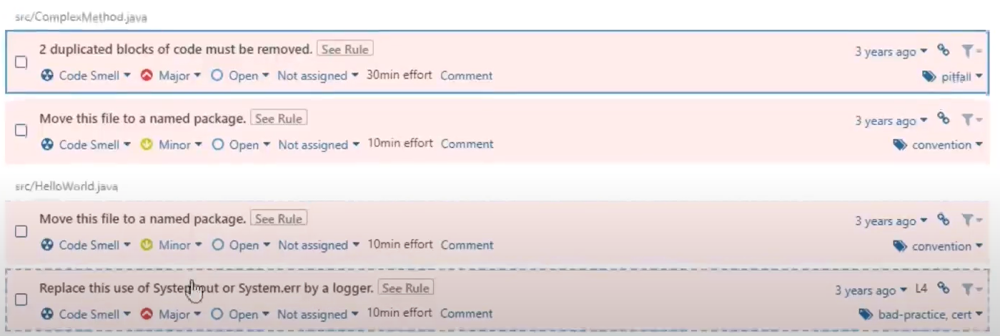 src/ComplexMethod.java
2 duplicated blocks of code must be removed. See Rule 3 years ago
Code Smell Major Open Not assigned 30min effort Comment pitfall
Move this file to a named package. See Rule 3 years ago
Code Smell Minor Open Not assigned 10min effort Comment convention
src/HelloWorld.java
Move this file to a named package. See Rule 3 years ago
Code Smell Minor Open Not assigned 10min effort Comment convention
Replace this use of System.out or System.err by a logger. See Rule 3 years ago L4
Code Smell Major Open Not assigned 10min effort Comment bad-practice, cert